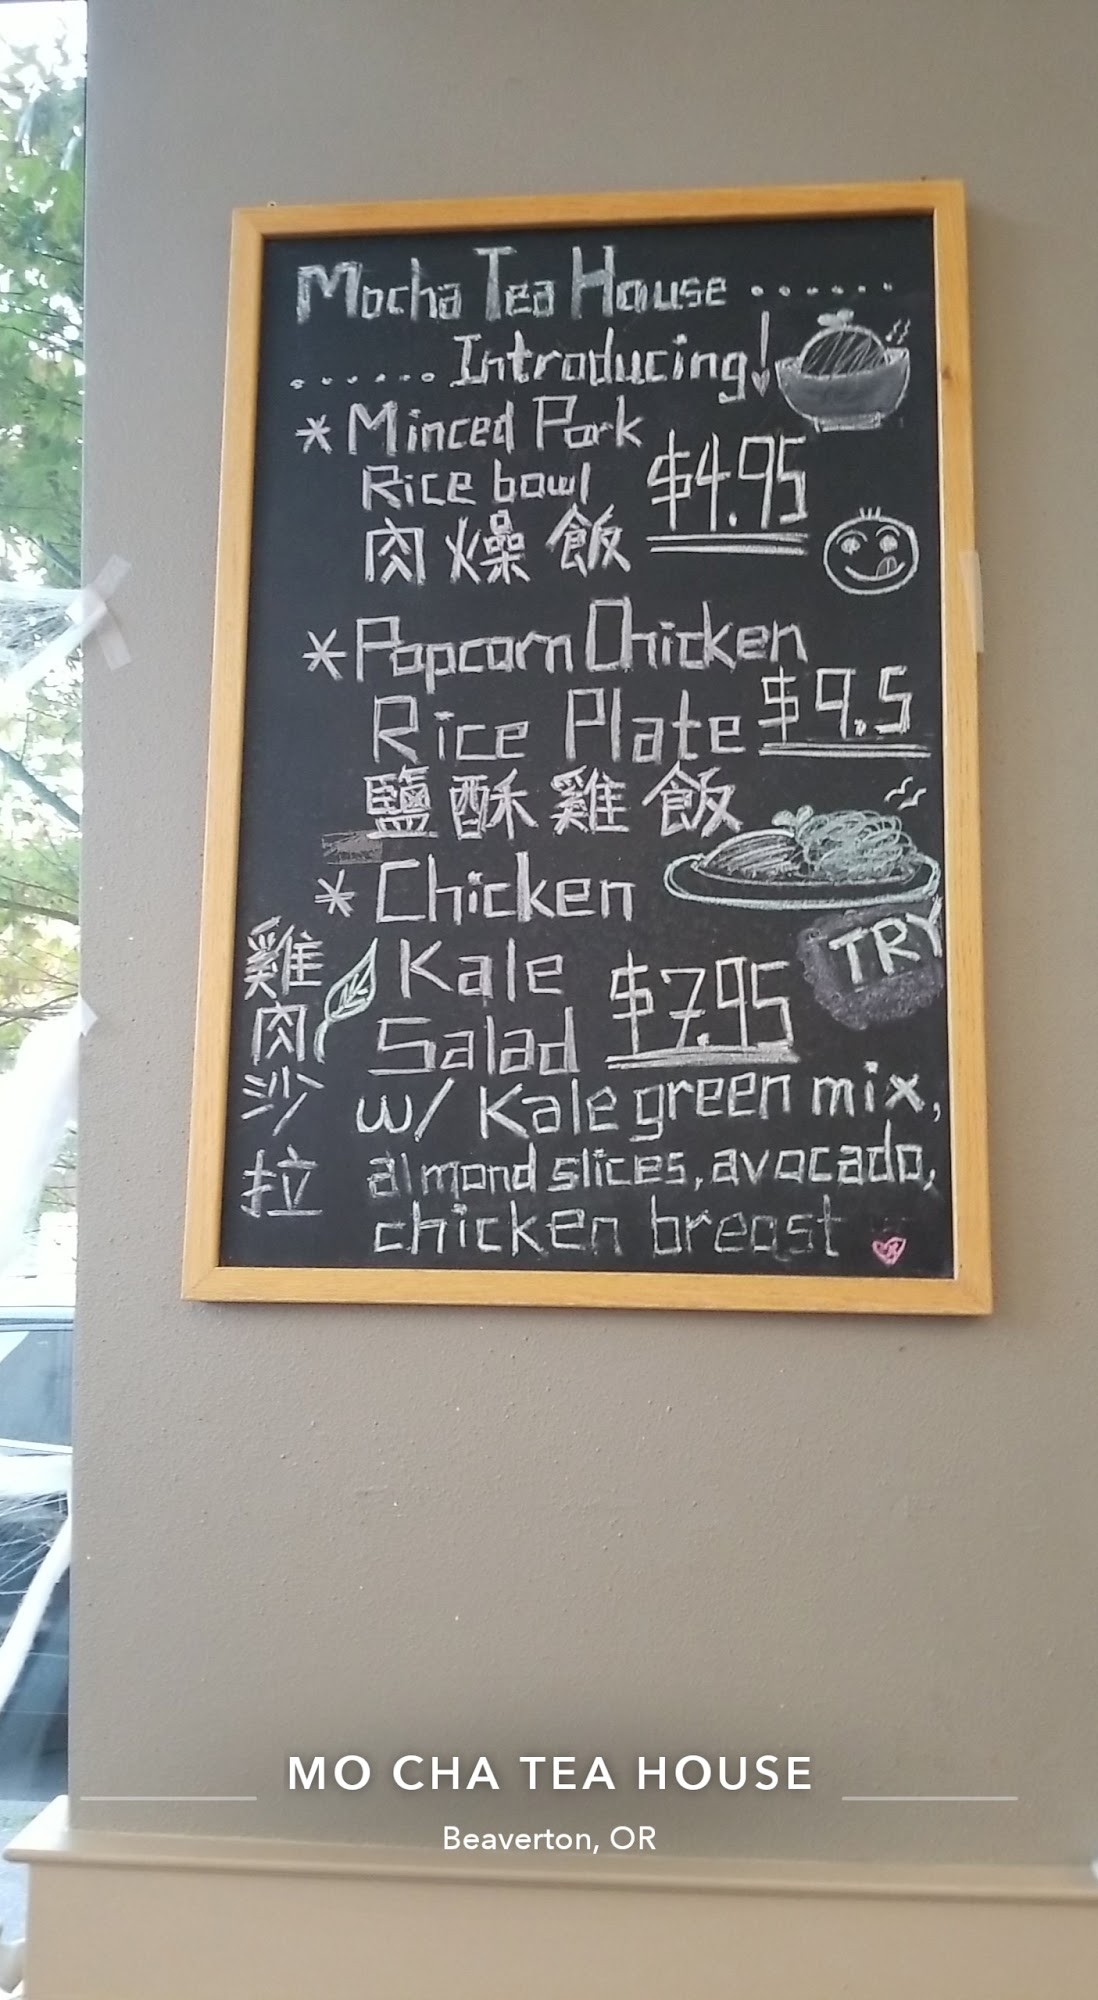 Mocha Tea House ......
...... Introducing!
* Minced Pork
Rice bowl $4.95
肉燥飯
* Popcorn Chicken
Rice Plate $9.5
鹽酥雞飯
* Chicken
Kale
Salad $7.95
TRY
雞肉沙拉
w/ Kale green mix,
almond slices, avocado,
chicken breast
MO CHA TEA HOUSE
Beaverton, OR